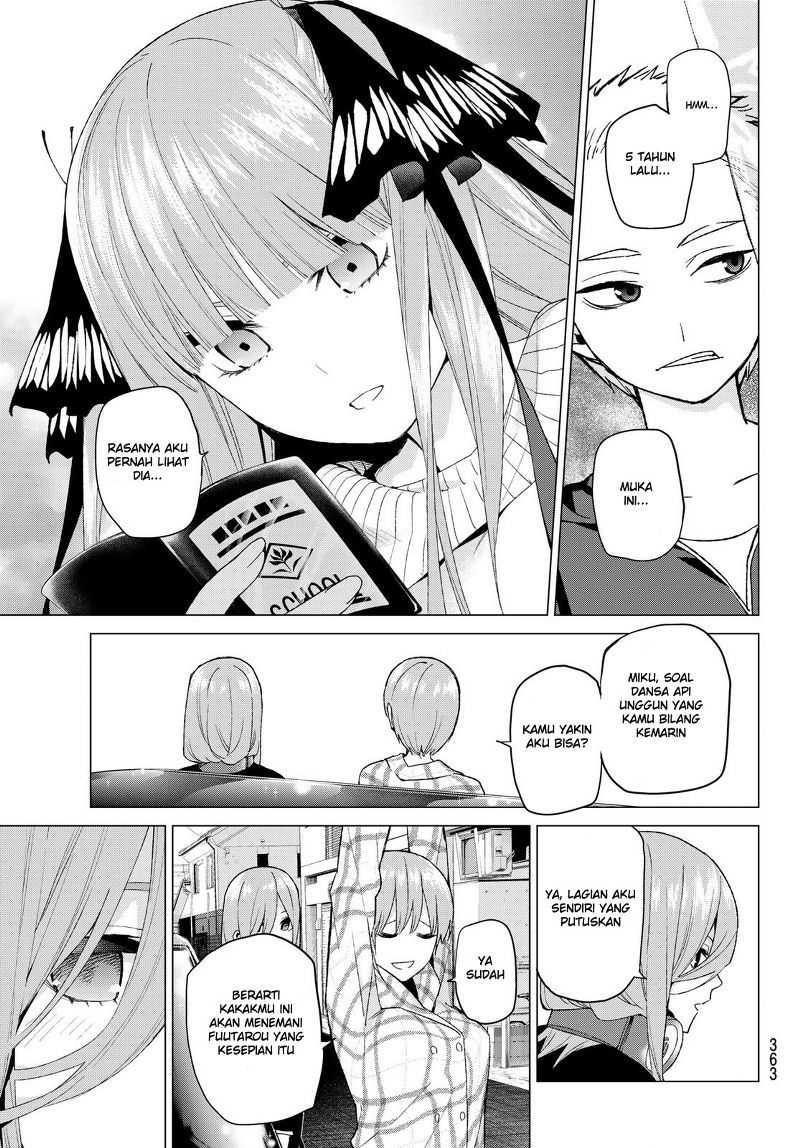 HMM...
5 TAHUN
LALU...
MUKA
INI...
RASANYA AKU
PERNAH LIHAT
DIA...
SCHOOL
MIKU, SOAL
DANSA API
UNGGUN YANG
KAMU BILANG
KEMARIN
KAMU YAKIN
AKU BISA?
YA, LAGIAN AKU
SENDIRI YANG
PUTUSKAN
YA
SUDAH
BERARTI
KAKAKMU INI
AKAN MENEMANI
FUUTAROU YANG
KESEPIAN ITU
363